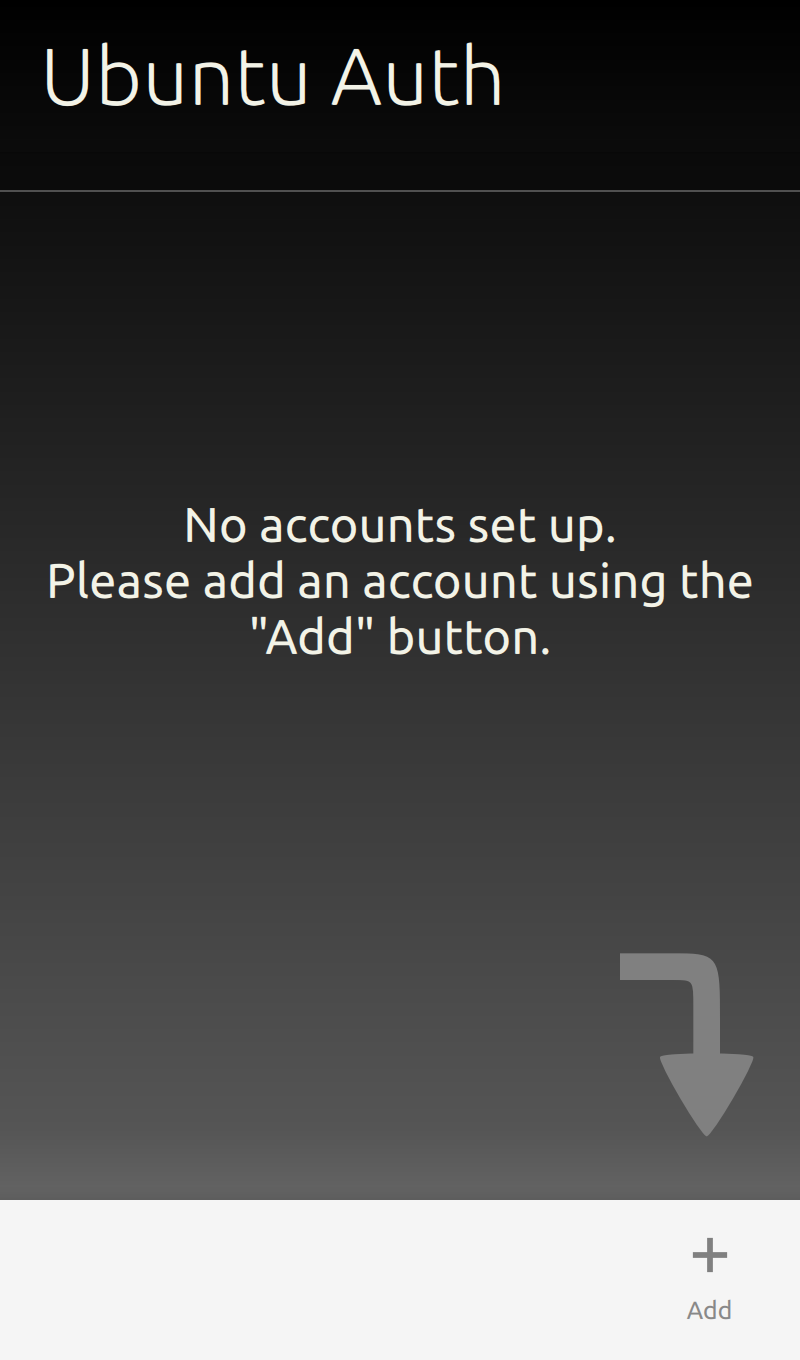 Ubuntu Auth
No accounts set up.
Please add an account using the
"Add" button.
Add